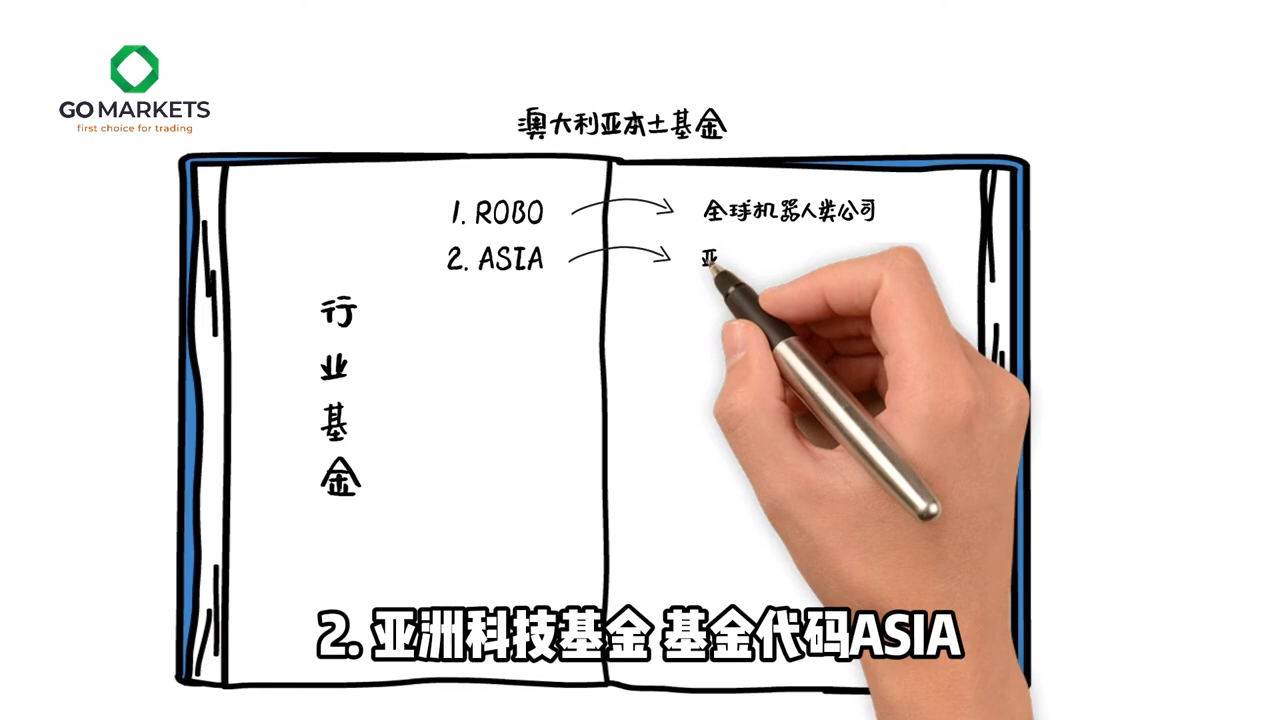 GO MARKETS
first choice for trading
澳大利亚本土基金
1. ROBO
全球机器人类公司
2. ASIA
亚
行
业
基
金
2. 亚洲科技基金 基金代码ASIA